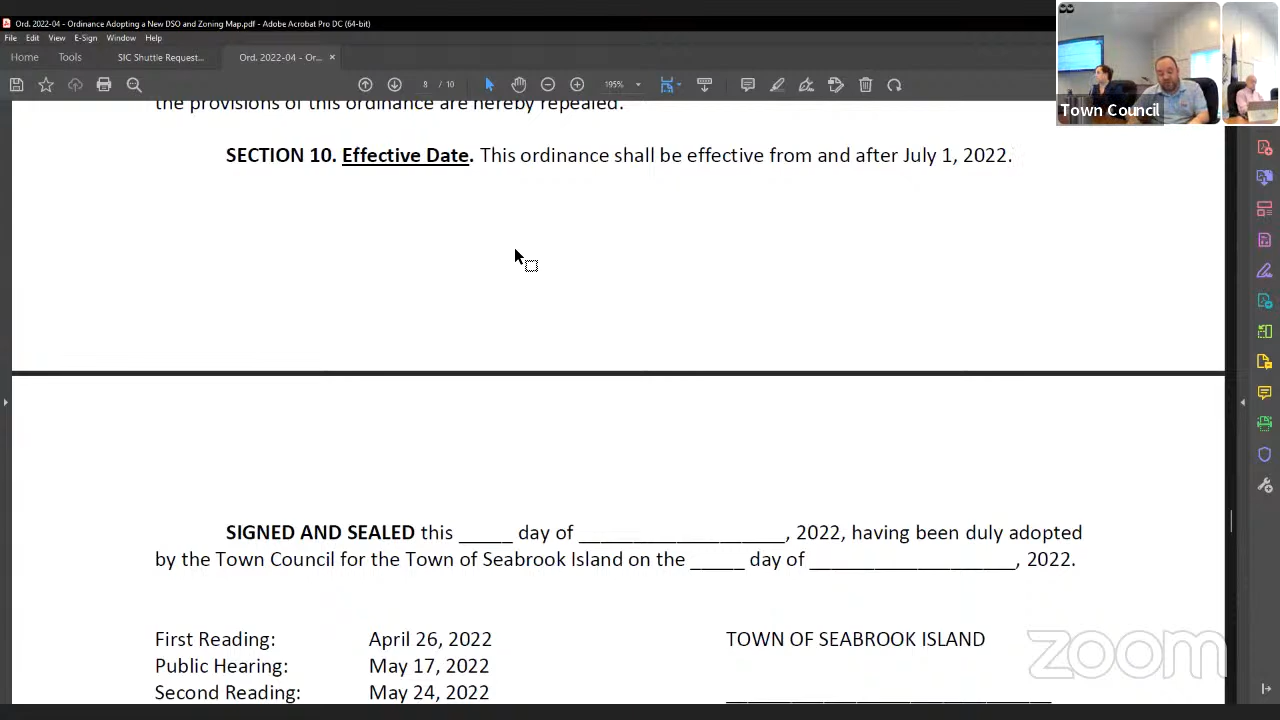 Ord. 2022-04 - Ordinance Adopting a New DSO and Zoning Map.pdf - Adobe Acrobat Pro DC (64-bit)
File Edit View E-Sign Window Help
Home Tools SIC Shuttle Request... Ord. 2022-04 - Or... ×
8 / 10 195%
Town Council
the provisions of this ordinance are hereby repealed.
SECTION 10. Effective Date. This ordinance shall be effective from and after July 1, 2022.
SIGNED AND SEALED this _____ day of ___________________, 2022, having been duly adopted
by the Town Council for the Town of Seabrook Island on the _____ day of ___________________, 2022.
First Reading: April 26, 2022 TOWN OF SEABROOK ISLAND
Public Hearing: May 17, 2022
Second Reading: May 24, 2022
zoom